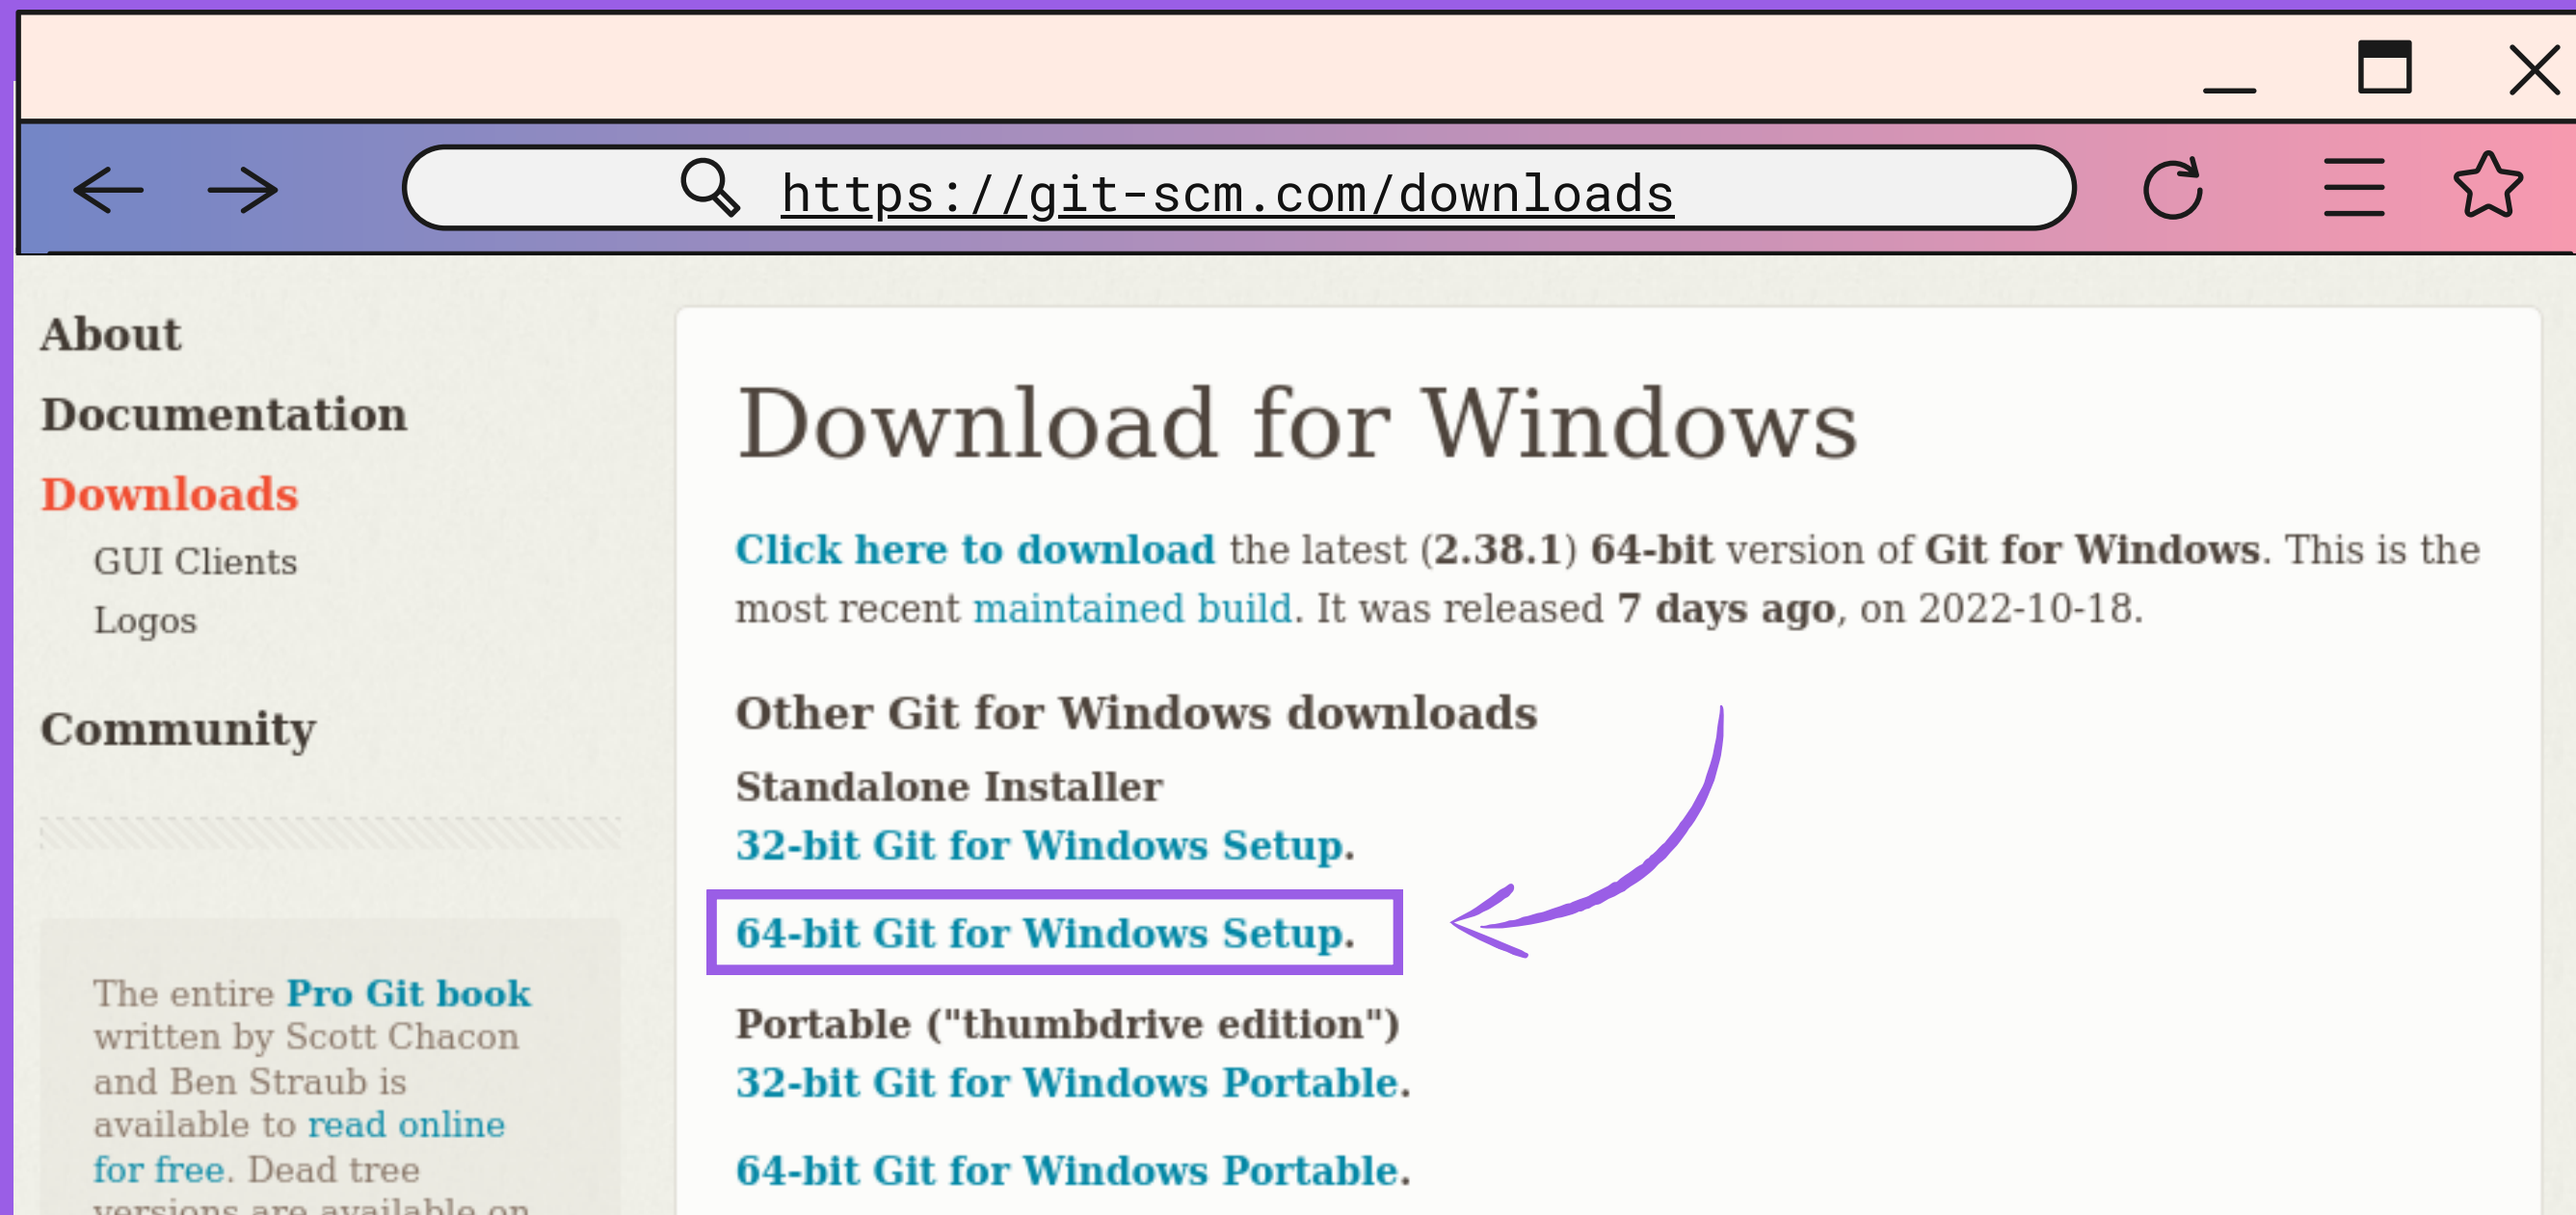 https://git-scm.com/downloads
About
Documentation
Downloads
GUI Clients
Logos
Community
The entire Pro Git book
written by Scott Chacon
and Ben Straub is
available to read online
for free. Dead tree
versions are available on
Download for Windows
Click here to download the latest (2.38.1) 64-bit version of Git for Windows. This is the
most recent maintained build. It was released 7 days ago, on 2022-10-18.
Other Git for Windows downloads
Standalone Installer
32-bit Git for Windows Setup.
64-bit Git for Windows Setup.
Portable ("thumbdrive edition")
32-bit Git for Windows Portable.
64-bit Git for Windows Portable.